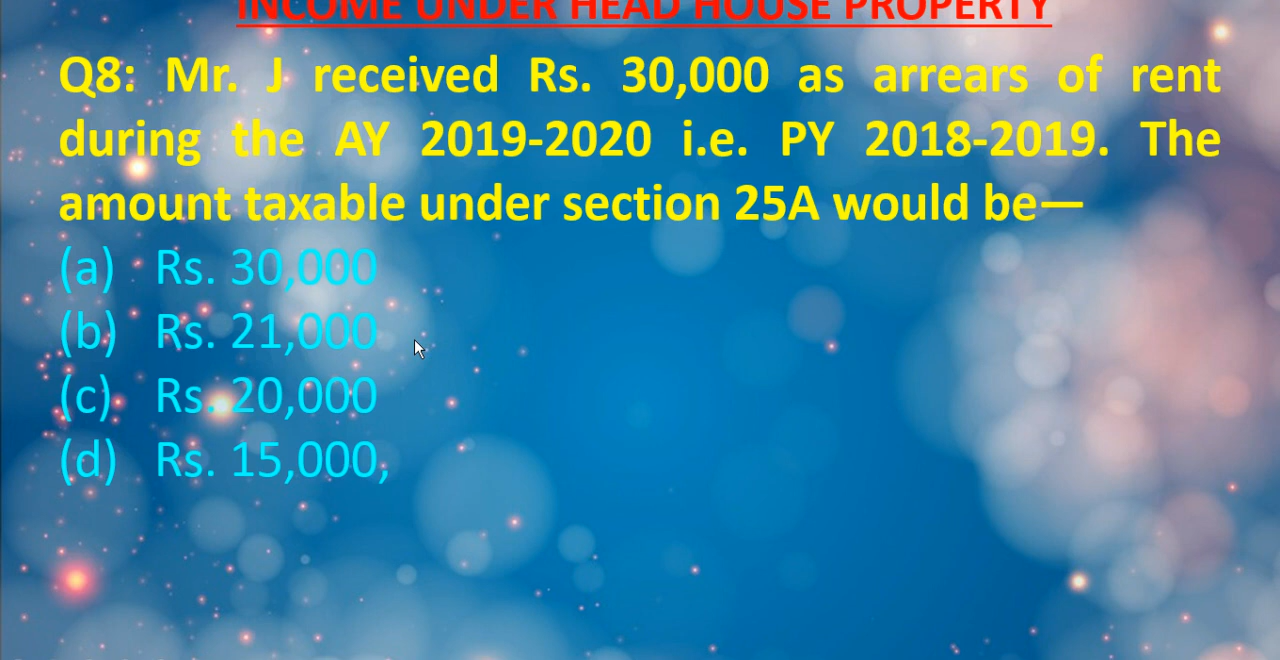 INCOME UNDER HEAD HOUSE PROPERTY
Q8: Mr. J received Rs. 30,000 as arrears of rent
during the AY 2019-2020 i.e. PY 2018-2019. The
amount taxable under section 25A would be—
(a) Rs. 30,000
(b) Rs. 21,000
(c) Rs. 20,000
(d) Rs. 15,000,